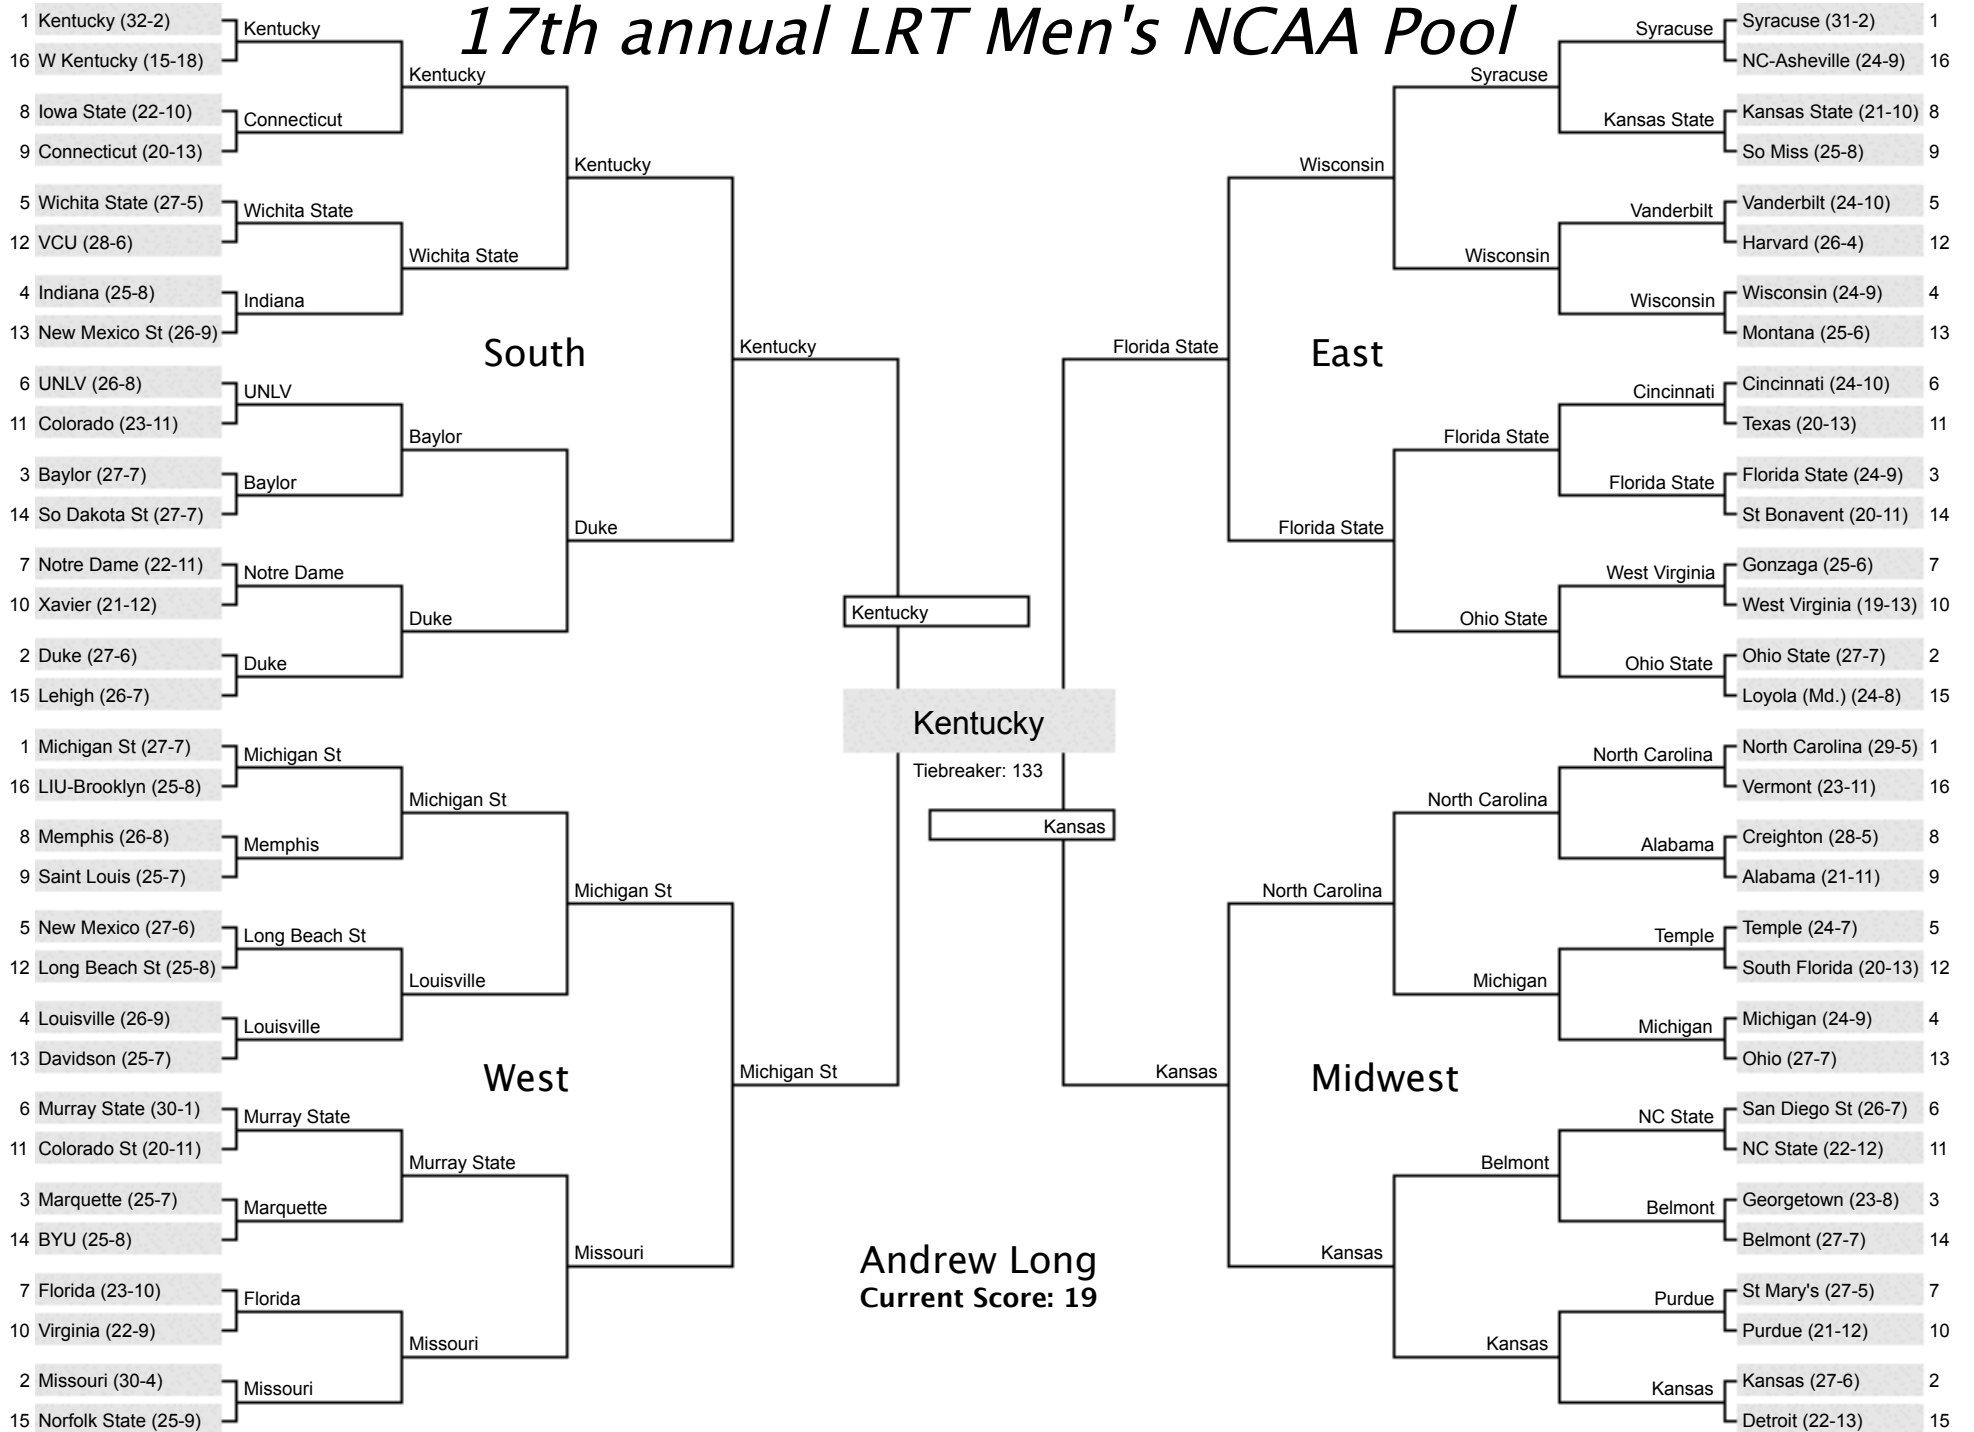 17th annual LRT Men's NCAA Pool
1 Kentucky (32-2)
16 W Kentucky (15-18)
8 Iowa State (22-10)
9 Connecticut (20-13)
5 Wichita State (27-5)
12 VCU (28-6)
4 Indiana (25-8)
13 New Mexico St (26-9)
6 UNLV (26-8)
11 Colorado (23-11)
3 Baylor (27-7)
14 So Dakota St (27-7)
7 Notre Dame (22-11)
10 Xavier (21-12)
2 Duke (27-6)
15 Lehigh (26-7)
Kentucky
Connecticut
Wichita State
Indiana
UNLV
Baylor
Notre Dame
Duke
Kentucky
Wichita State
Baylor
Duke
Kentucky
Duke
Kentucky
South
1 Michigan St (27-7)
16 LIU-Brooklyn (25-8)
8 Memphis (26-8)
9 Saint Louis (25-7)
5 New Mexico (27-6)
12 Long Beach St (25-8)
4 Louisville (26-9)
13 Davidson (25-7)
6 Murray State (30-1)
11 Colorado St (20-11)
3 Marquette (25-7)
14 BYU (25-8)
7 Florida (23-10)
10 Virginia (22-9)
2 Missouri (30-4)
15 Norfolk State (25-9)
Michigan St
Memphis
Long Beach St
Louisville
Murray State
Marquette
Florida
Missouri
Michigan St
Louisville
Murray State
Missouri
Michigan St
Missouri
Michigan St
West
Kentucky
Kentucky
Tiebreaker: 133
Kansas
Andrew Long
Current Score: 19
Syracuse (31-2) 1
NC-Asheville (24-9) 16
Kansas State (21-10) 8
So Miss (25-8) 9
Vanderbilt (24-10) 5
Harvard (26-4) 12
Wisconsin (24-9) 4
Montana (25-6) 13
Cincinnati (24-10) 6
Texas (20-13) 11
Florida State (24-9) 3
St Bonavent (20-11) 14
Gonzaga (25-6) 7
West Virginia (19-13) 10
Ohio State (27-7) 2
Loyola (Md.) (24-8) 15
Syracuse
Kansas State
Vanderbilt
Wisconsin
Cincinnati
Florida State
West Virginia
Ohio State
Syracuse
Wisconsin
Florida State
Ohio State
Wisconsin
Florida State
Florida State
East
North Carolina (29-5) 1
Vermont (23-11) 16
Creighton (28-5) 8
Alabama (21-11) 9
Temple (24-7) 5
South Florida (20-13) 12
Michigan (24-9) 4
Ohio (27-7) 13
San Diego St (26-7) 6
NC State (22-12) 11
Georgetown (23-8) 3
Belmont (27-7) 14
St Mary's (27-5) 7
Purdue (21-12) 10
Kansas (27-6) 2
Detroit (22-13) 15
North Carolina
Alabama
Temple
Michigan
NC State
Belmont
Purdue
Kansas
North Carolina
Michigan
Belmont
Kansas
North Carolina
Kansas
Kansas
Midwest